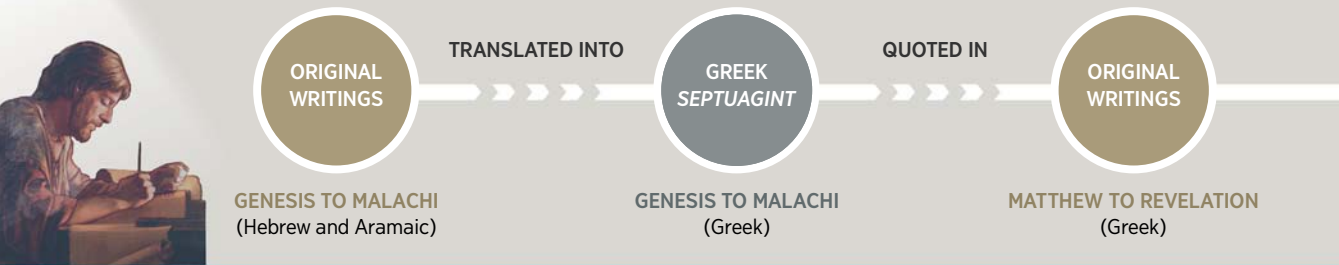 ORIGINAL
WRITINGS
GENESIS TO MALACHI
(Hebrew and Aramaic)
TRANSLATED INTO
GREEK
SEPTUAGINT
GENESIS TO MALACHI
(Greek)
QUOTED IN
ORIGINAL
WRITINGS
MATTHEW TO REVELATION
(Greek)